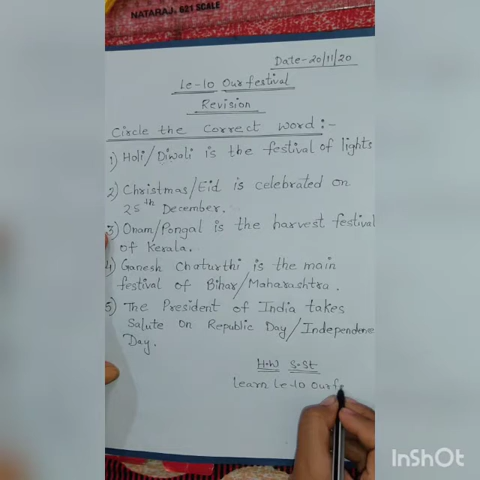 NATARAJ, 621 SCALE
Date-20/11/20
Le-10 Our festival
Revision
Circle the correct word:-
1) Holi/Diwali is the festival of lights
2) Christmas/Eid is celebrated on
25th December.
3) Onam/Pongal is the harvest festival
of Kerala.
4) Ganesh Chaturthi is the main
festival of Bihar/Maharashtra.
5) The President of India takes
Salute on Republic Day/Independence
Day.
H.W S.St
Learn Le-10 Our f
InShOt